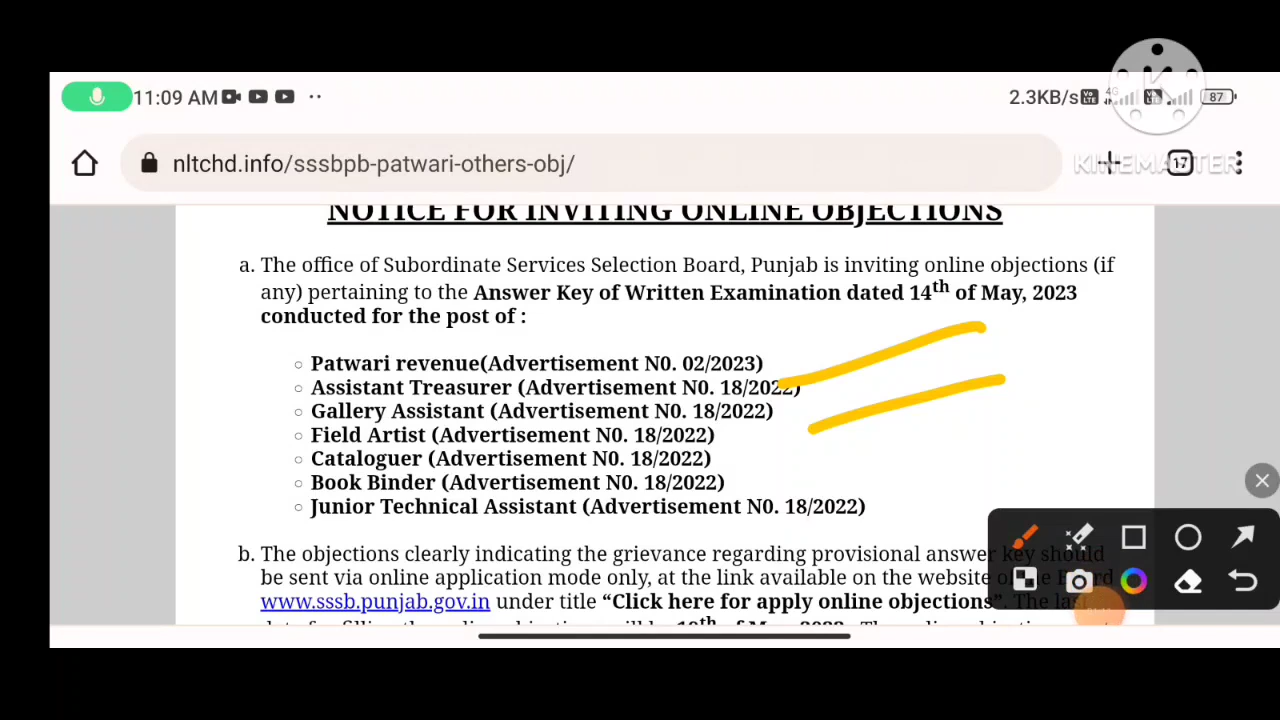 11:09 AM
2.3KB/s
Vo LTE
4G
87
nltchd.info/sssbpb-patwari-others-obj/
17
KINEMASTER
NOTICE FOR INVITING ONLINE OBJECTIONS
a. The office of Subordinate Services Selection Board, Punjab is inviting online objections (if
any) pertaining to the Answer Key of Written Examination dated 14th of May, 2023
conducted for the post of :
Patwari revenue(Advertisement N0. 02/2023)
Assistant Treasurer (Advertisement N0. 18/2022)
Gallery Assistant (Advertisement N0. 18/2022)
Field Artist (Advertisement N0. 18/2022)
Cataloguer (Advertisement N0. 18/2022)
Book Binder (Advertisement N0. 18/2022)
Junior Technical Assistant (Advertisement N0. 18/2022)
b. The objections clearly indicating the grievance regarding provisional answer key should
be sent via online application mode only, at the link available on the website of the Board
www.sssb.punjab.gov.in under title “Click here for apply online objections”. The last